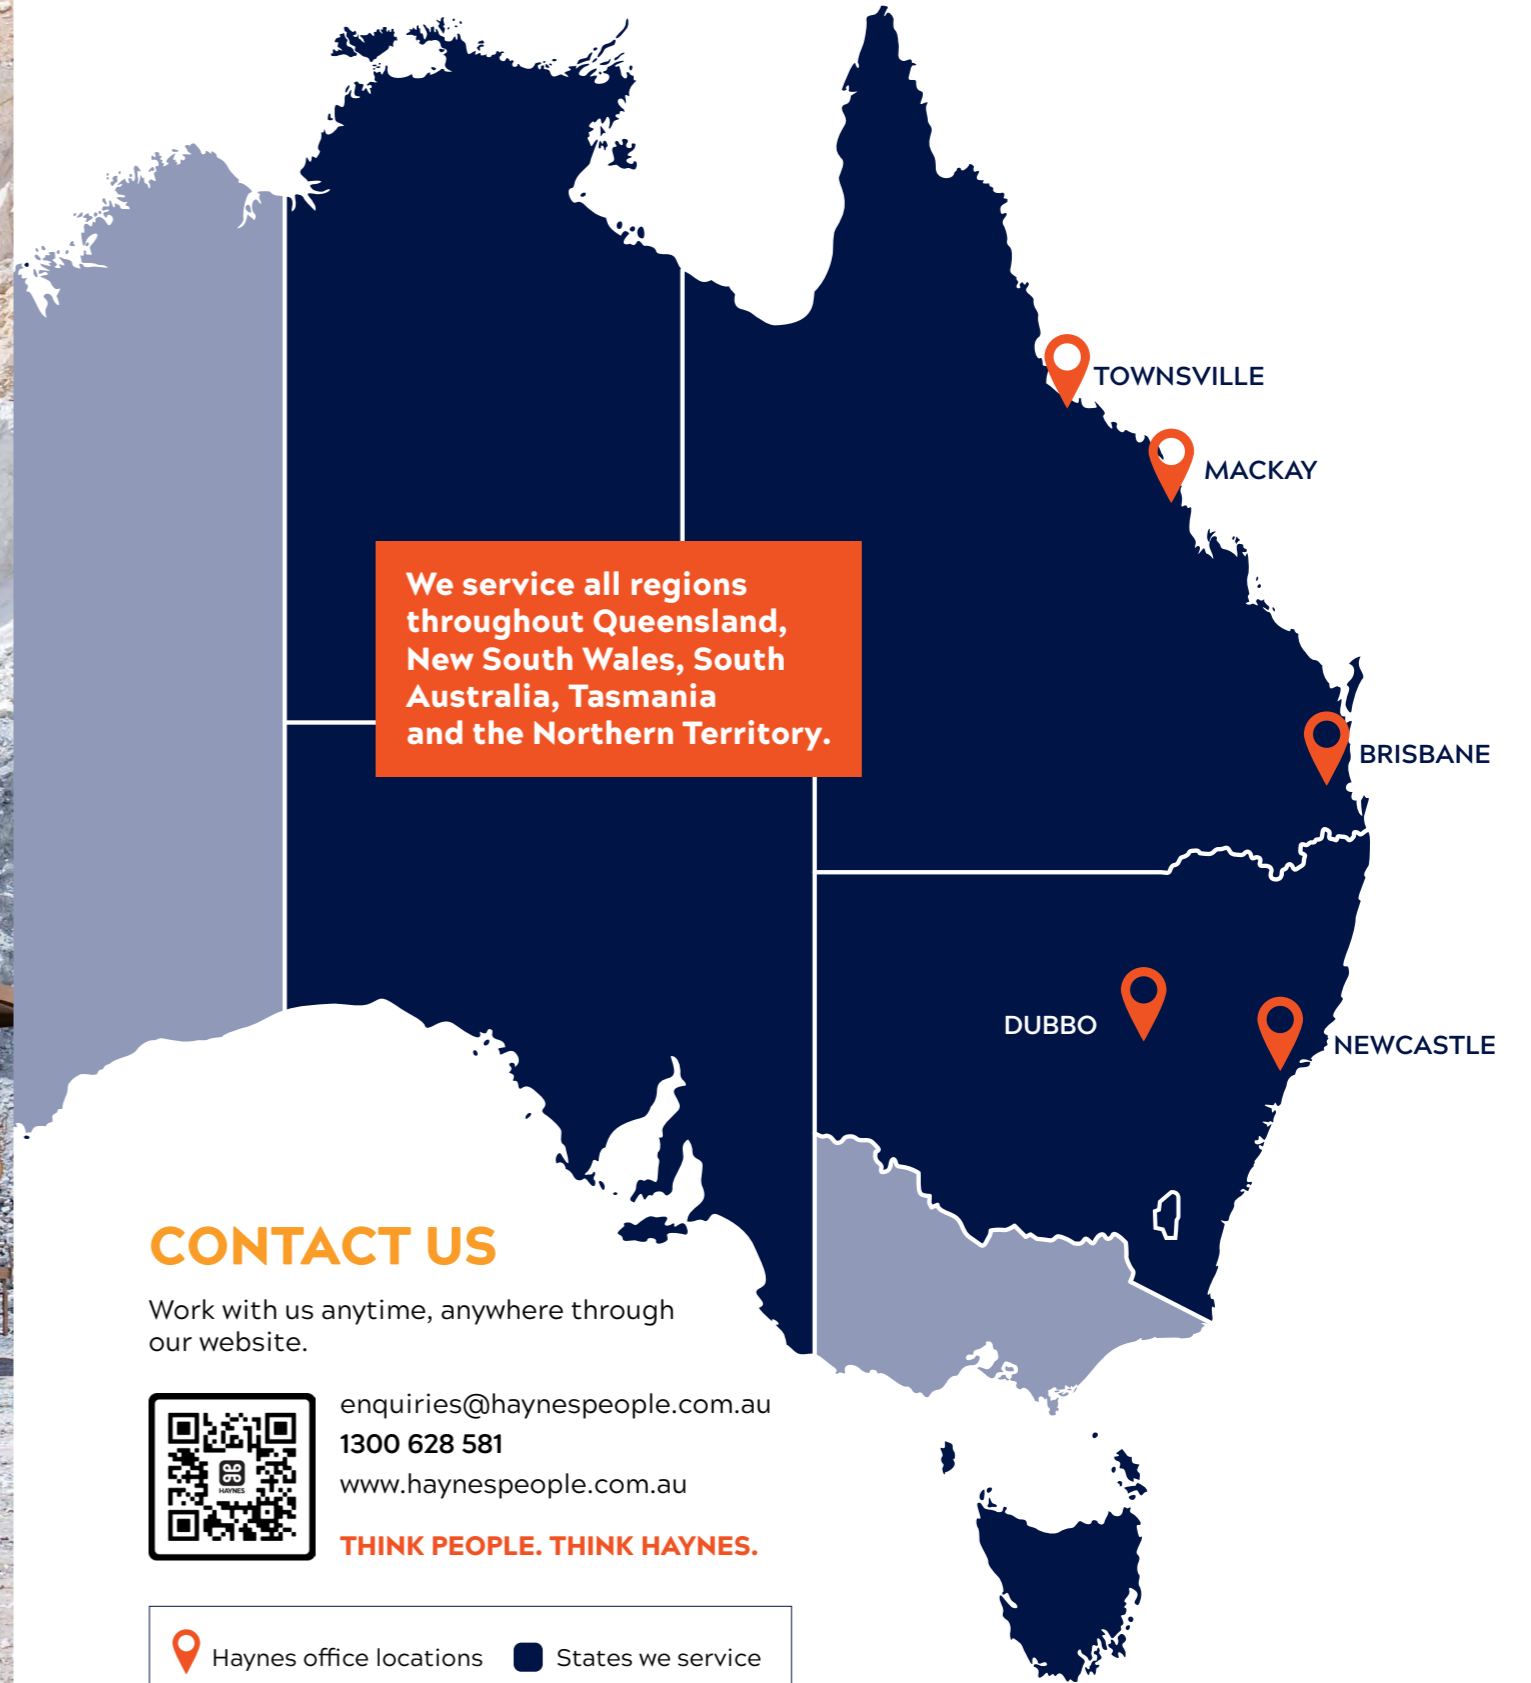 TOWNSVILLE
MACKAY
We service all regions
throughout Queensland,
New South Wales, South
Australia, Tasmania
and the Northern Territory.
BRISBANE
DUBBO
NEWCASTLE
CONTACT US
Work with us anytime, anywhere through
our website.
enquiries@haynespeople.com.au
1300 628 581
www.haynespeople.com.au
HAYNES
THINK PEOPLE. THINK HAYNES.
Haynes office locations
States we service